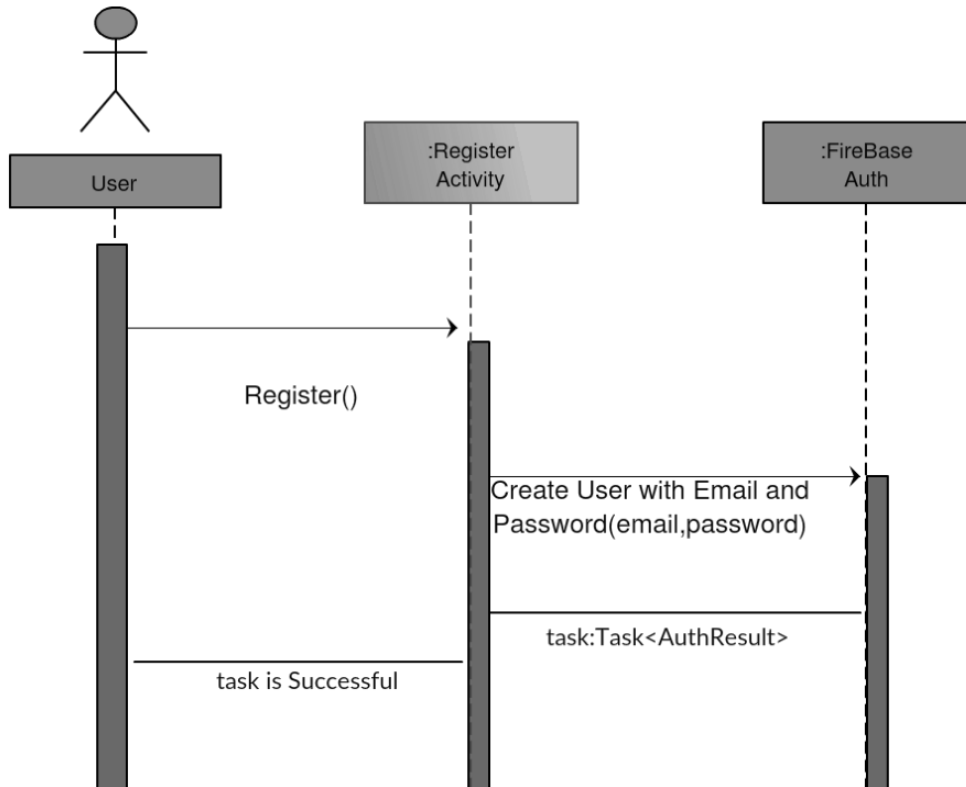 User
:Register
Activity
:FireBase
Auth
Register()
Create User with Email and
Password(email,password)
task:Task<AuthResult>
task is Successful